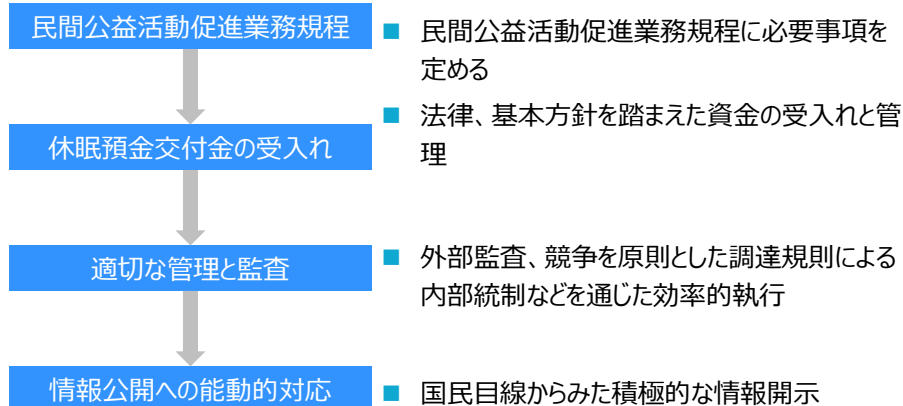 民間公益活動促進業務規程
■ 民間公益活動促進業務規程に必要事項を
定める
休眠預金交付金の受入れ
■ 法律、基本方針を踏まえた資金の受入れと管
理
適切な管理と監査
■ 外部監査、競争を原則とした調達規則による
内部統制などを通じた効率的執行
情報公開への能動的対応
■ 国民目線からみた積極的な情報開示